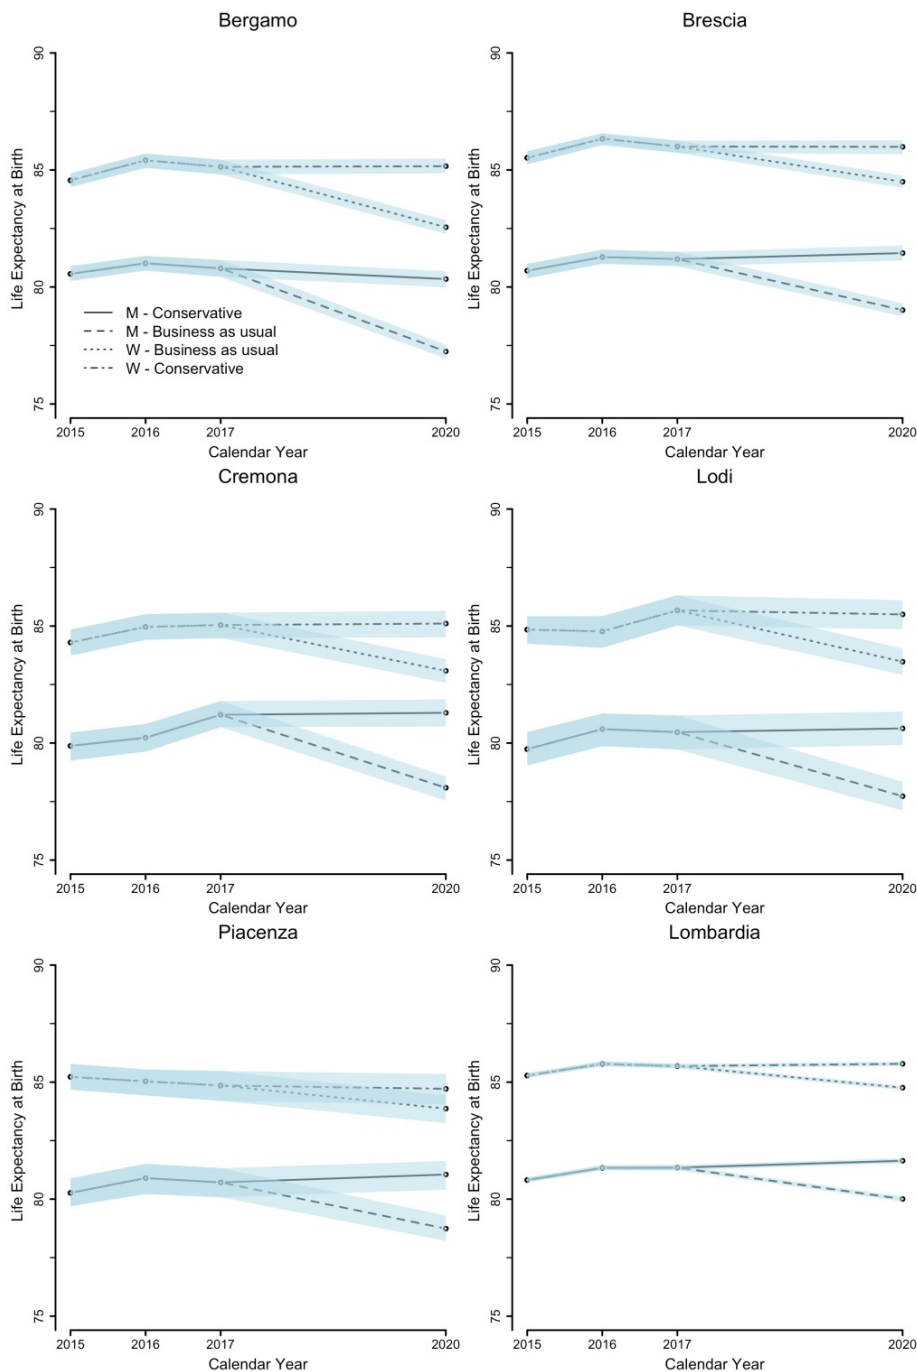 Bergamo
Life Expectancy at Birth
90
85
80
75
M - Conservative
M - Business as usual
W - Business as usual
W - Conservative
2015 2016 2017 2020
Calendar Year
Brescia
Life Expectancy at Birth
90
85
80
75
2015 2016 2017 2020
Calendar Year
Cremona
Life Expectancy at Birth
90
85
80
75
2015 2016 2017 2020
Calendar Year
Lodi
Life Expectancy at Birth
90
85
80
75
2015 2016 2017 2020
Calendar Year
Piacenza
Life Expectancy at Birth
90
85
80
75
2015 2016 2017 2020
Calendar Year
Lombardia
Life Expectancy at Birth
90
85
80
75
2015 2016 2017 2020
Calendar Year